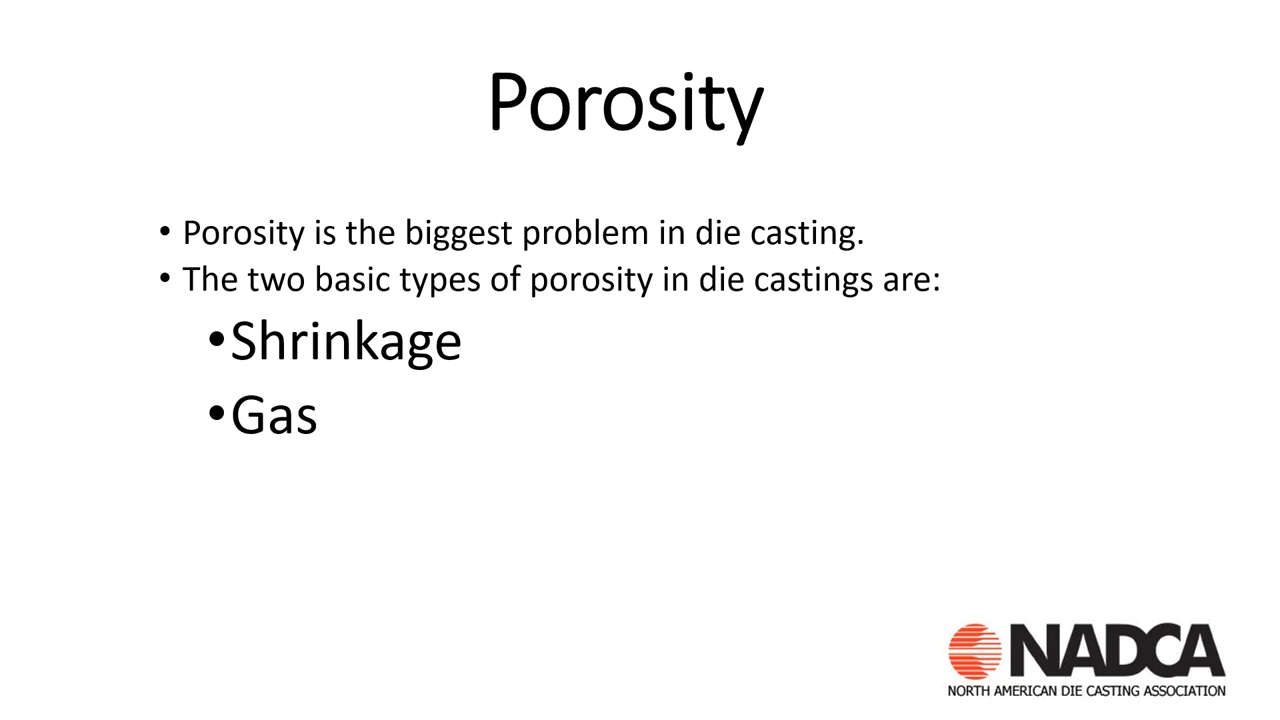 Porosity
• Porosity is the biggest problem in die casting.
• The two basic types of porosity in die castings are:
•Shrinkage
•Gas
NADCA
NORTH AMERICAN DIE CASTING ASSOCIATION